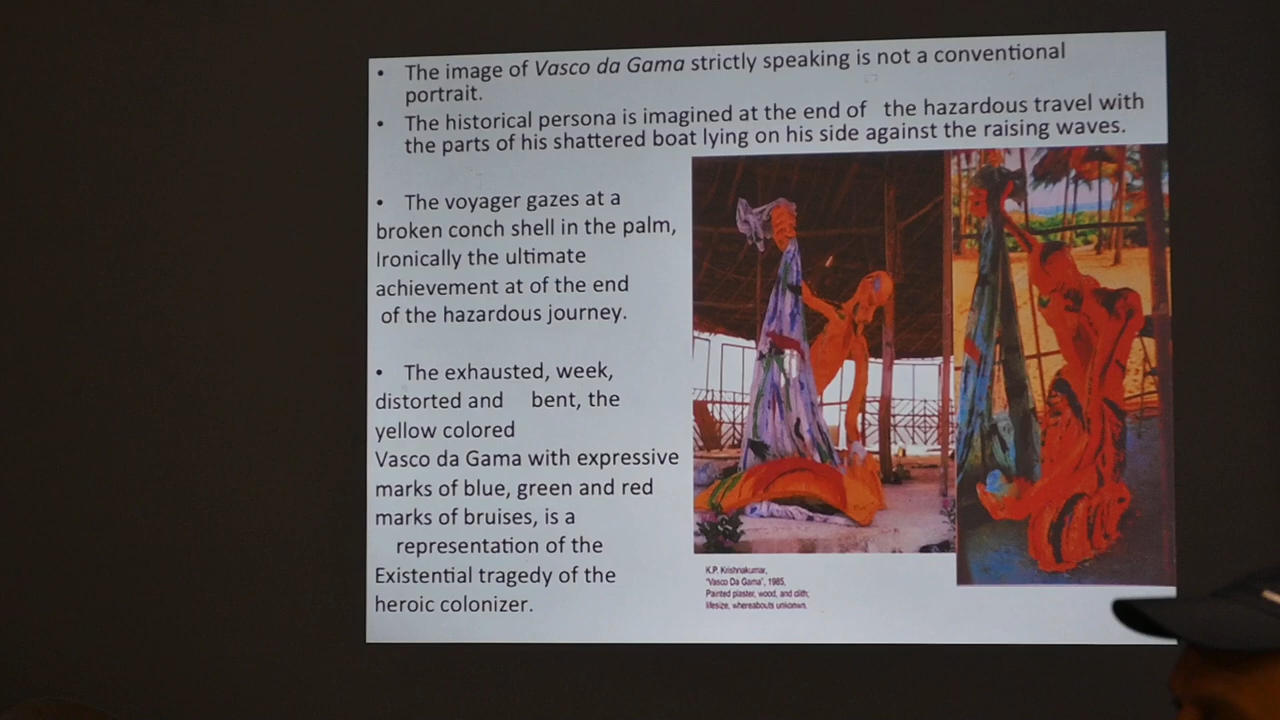 • The image of Vasco da Gama strictly speaking is not a conventional
portrait.
• The historical persona is imagined at the end of the hazardous travel with
the parts of his shattered boat lying on his side against the raising waves.
• The voyager gazes at a
broken conch shell in the palm,
Ironically the ultimate
achievement at of the end
of the hazardous journey.
• The exhausted, week,
distorted and bent, the
yellow colored
Vasco da Gama with expressive
marks of blue, green and red
marks of bruises, is a
representation of the
Existential tragedy of the
heroic colonizer.
K.P. Krishnakumar,
"Vasco Da Gama", 1985,
Painted plaster, wood, and cloth,
lifesize, whereabouts unknown.